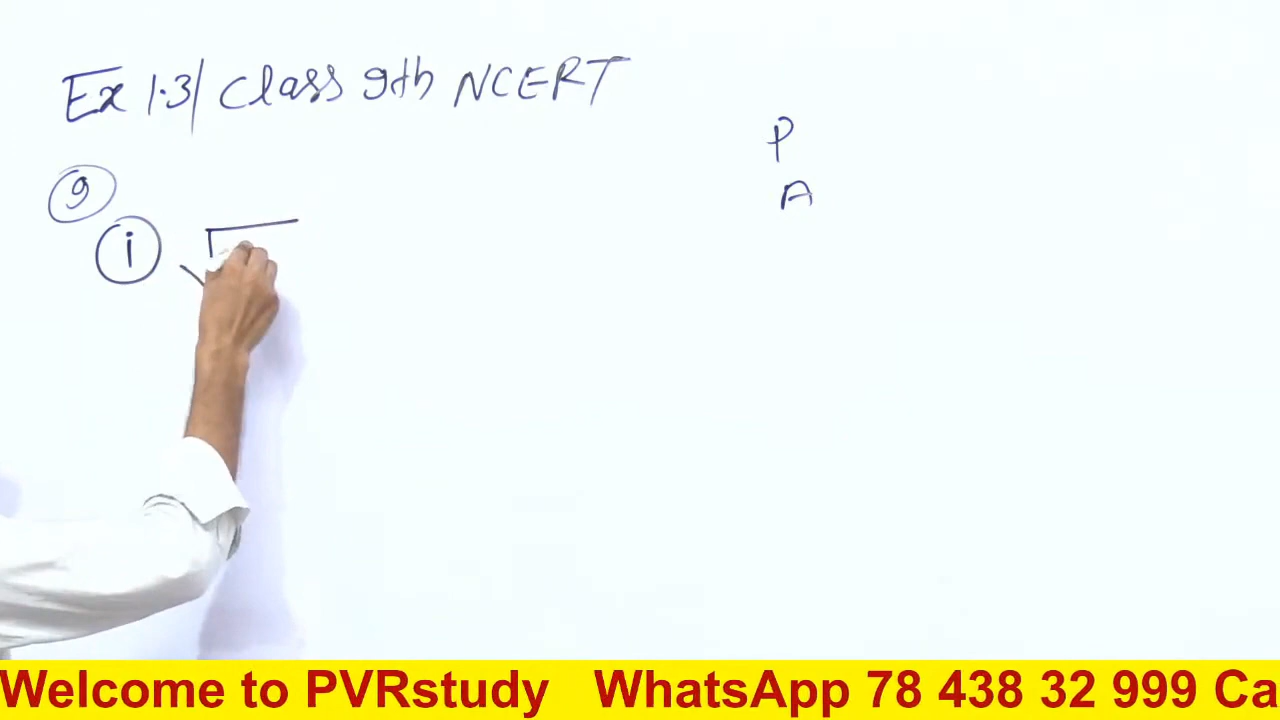 Ex 1.3| Class 9th NCERT
P
A
9
i √
Welcome to PVRstudy WhatsApp 78 438 32 999 Ca